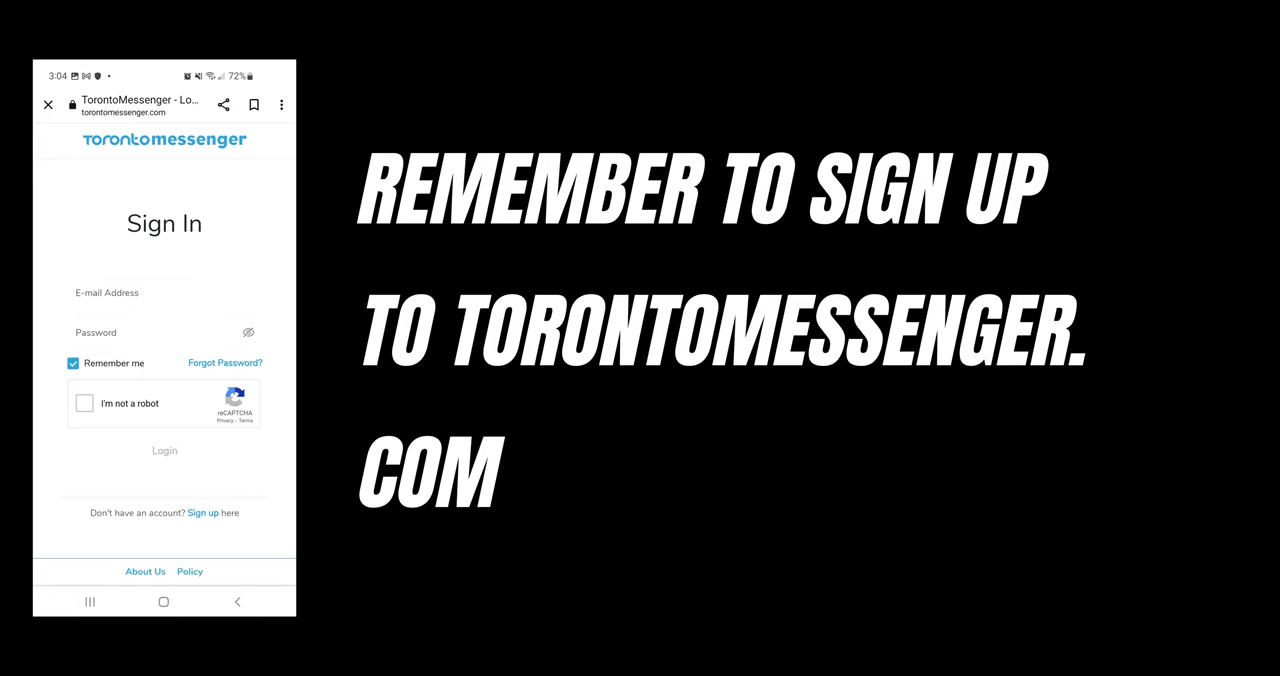 3:04
72%
TorontoMessenger - Lo...
torontomessenger.com
Torontomessenger
Sign In
E-mail Address
Password
Remember me
Forgot Password?
I'm not a robot
reCAPTCHA
Privacy - Terms
Login
Don't have an account? Sign up here
About Us
Policy
REMEMBER TO SIGN UP
TO TORONTOMESSENGER.
COM